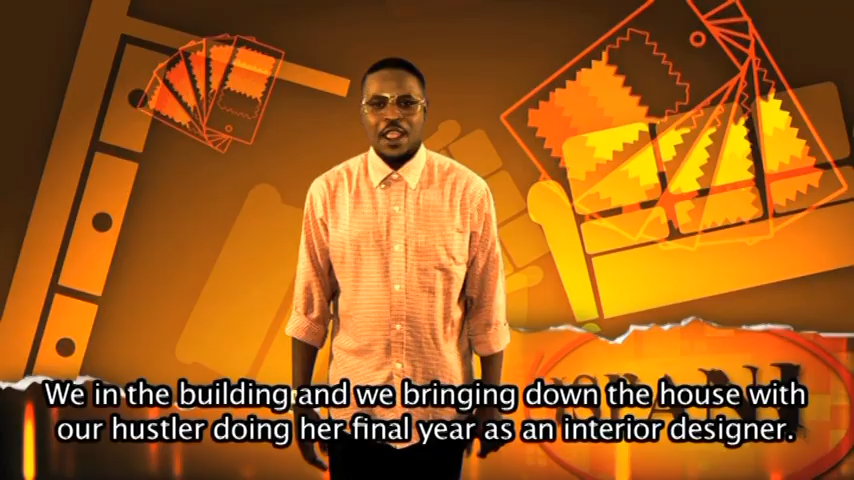 We in the building and we bringing down the house with
our hustler doing her final year as an interior designer.